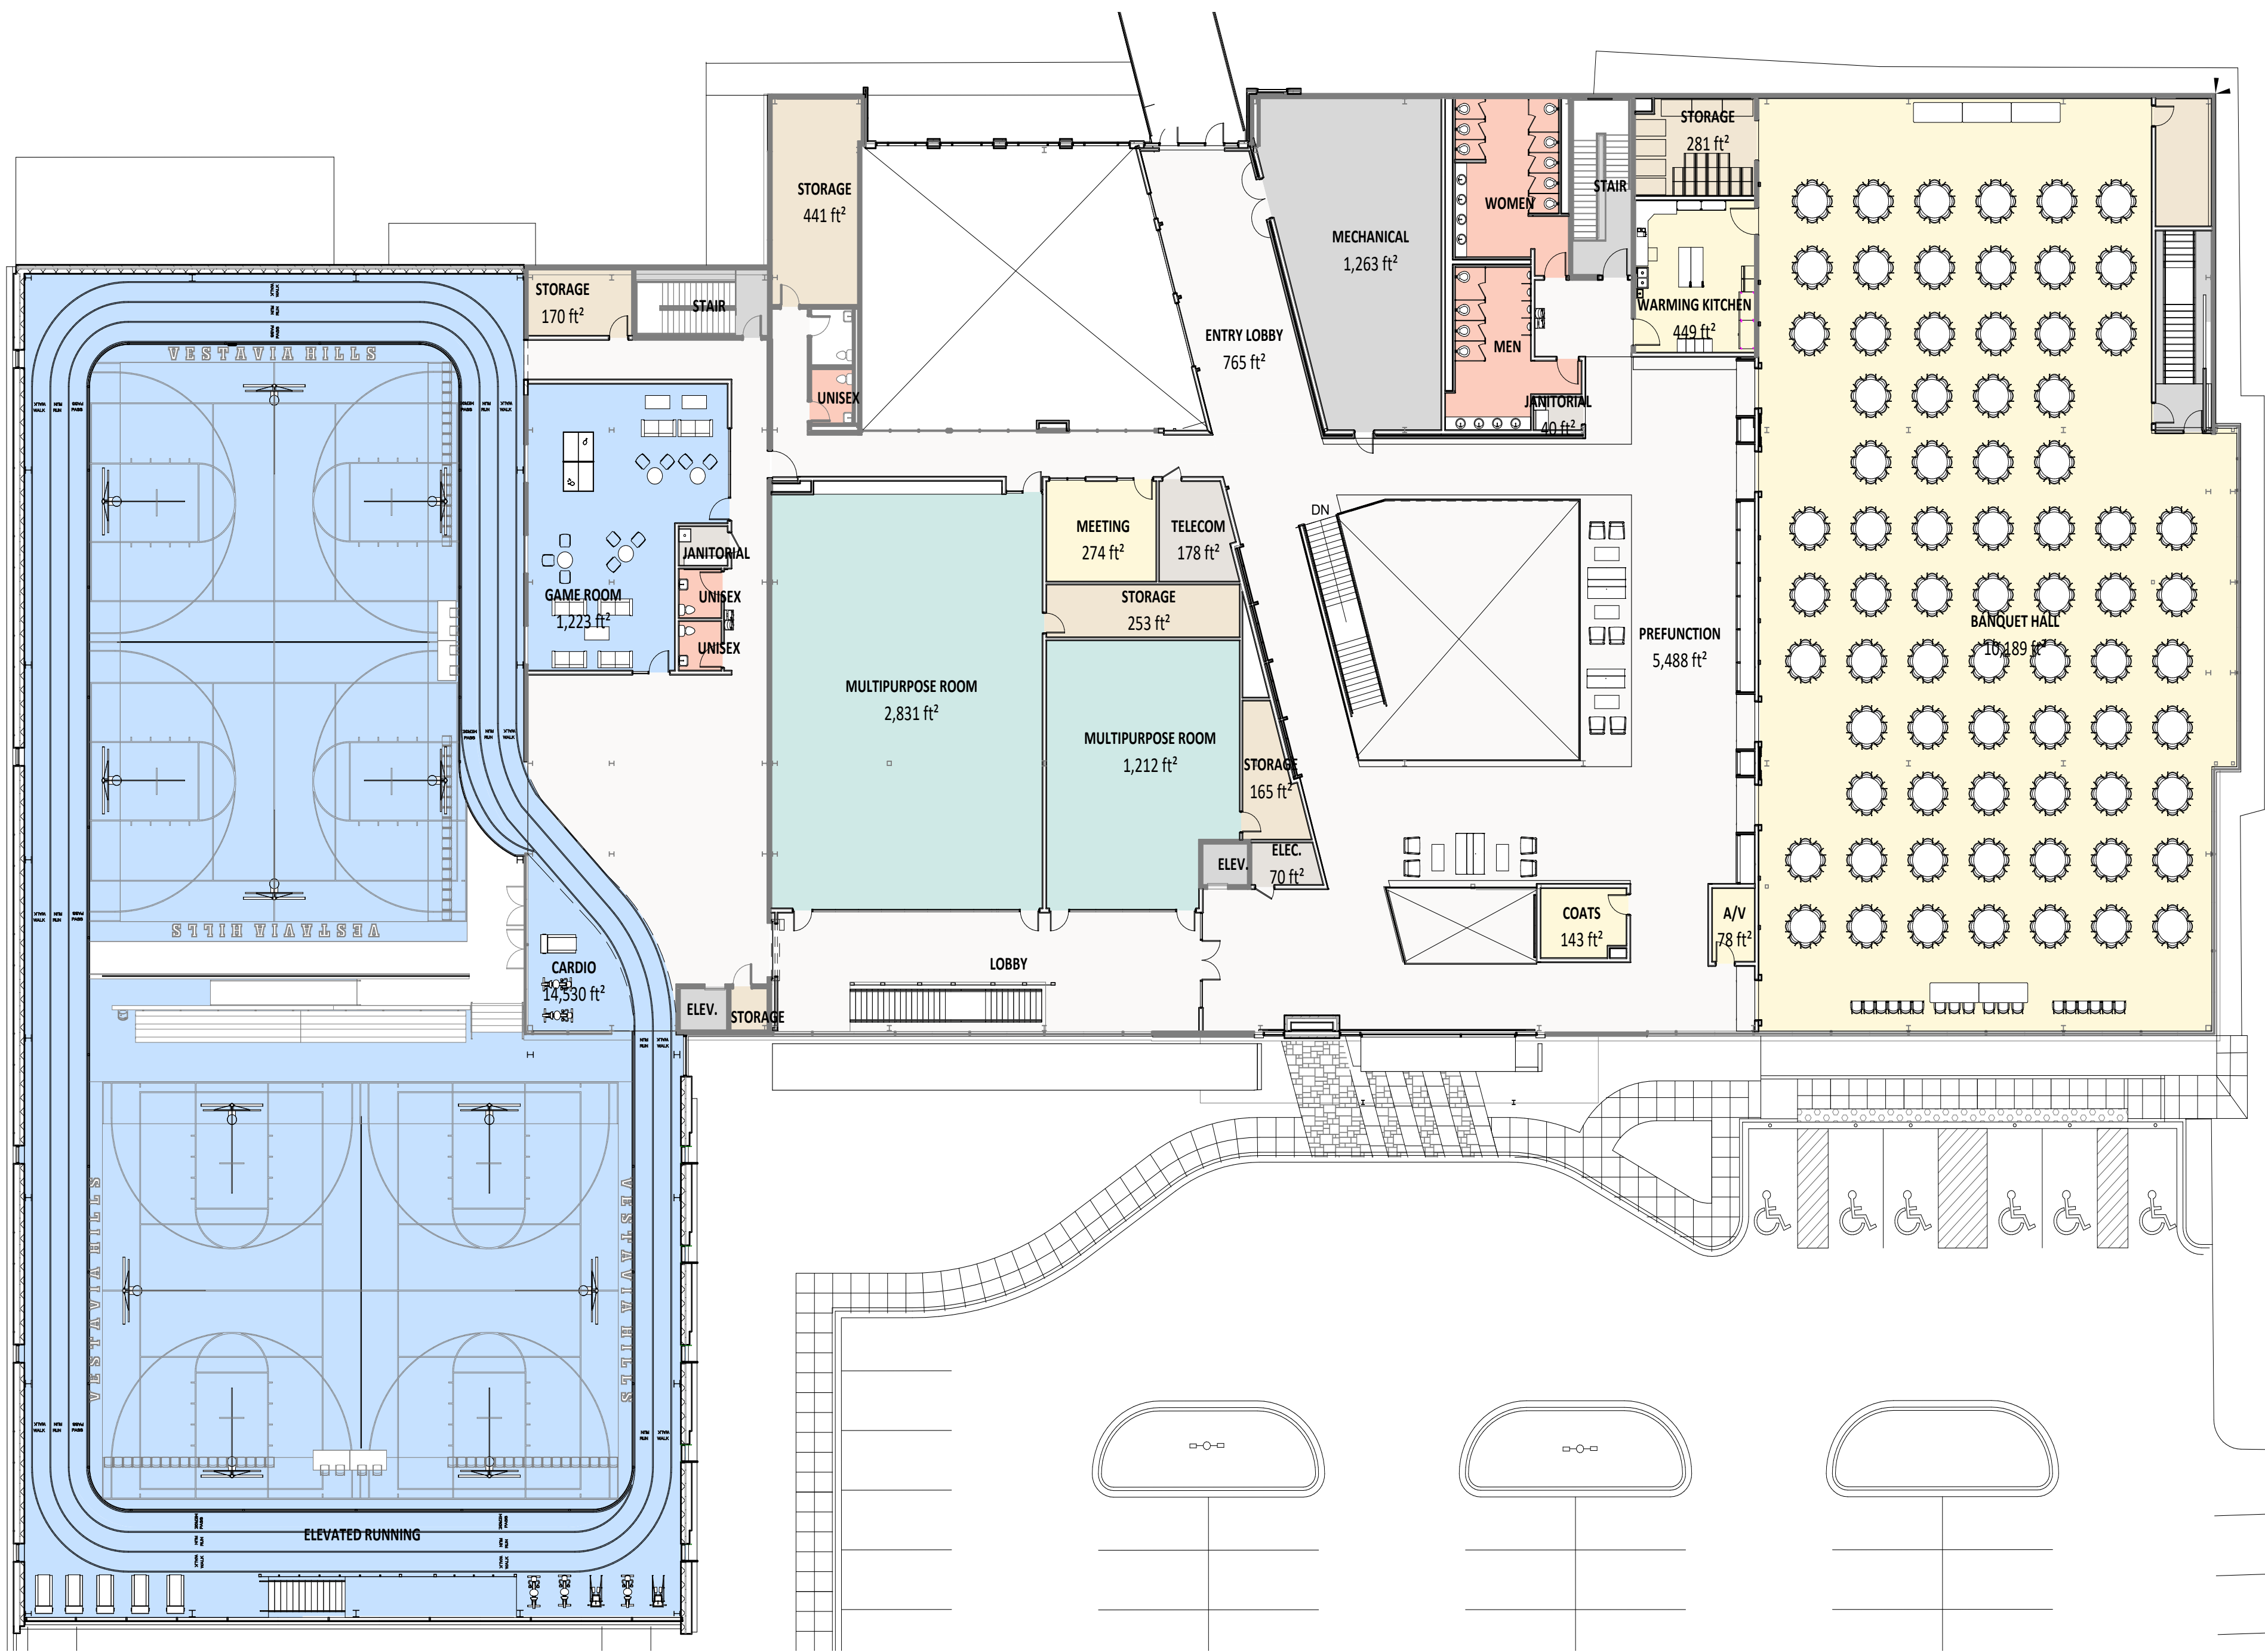 STORAGE
281 ft²
STORAGE
441 ft²
WOMEN
STAIR
MECHANICAL
1,263 ft²
STORAGE
170 ft²
STAIR
WARMING KITCHEN
449 ft²
ENTRY LOBBY
765 ft²
MEN
VESTAVIA HILLS
UNISEX
JANITORIAL
40 ft²
WALK
RUN
PASS
DN
MEETING
274 ft²
TELECOM
178 ft²
JANITORIAL
GAME ROOM
1,223 ft²
UNISEX
UNISEX
STORAGE
253 ft²
BANQUET HALL
10,189 ft²
PREFUNCTION
5,488 ft²
MULTIPURPOSE ROOM
2,831 ft²
MULTIPURPOSE ROOM
1,212 ft²
STORAGE
165 ft²
ELEV.
ELEC.
70 ft²
VESTAVIA HILLS
COATS
143 ft²
A/V
78 ft²
CARDIO
14,530 ft²
LOBBY
ELEV.
STORAGE
VESTAVIA HILLS
VESTAVIA HILLS
ELEVATED RUNNING